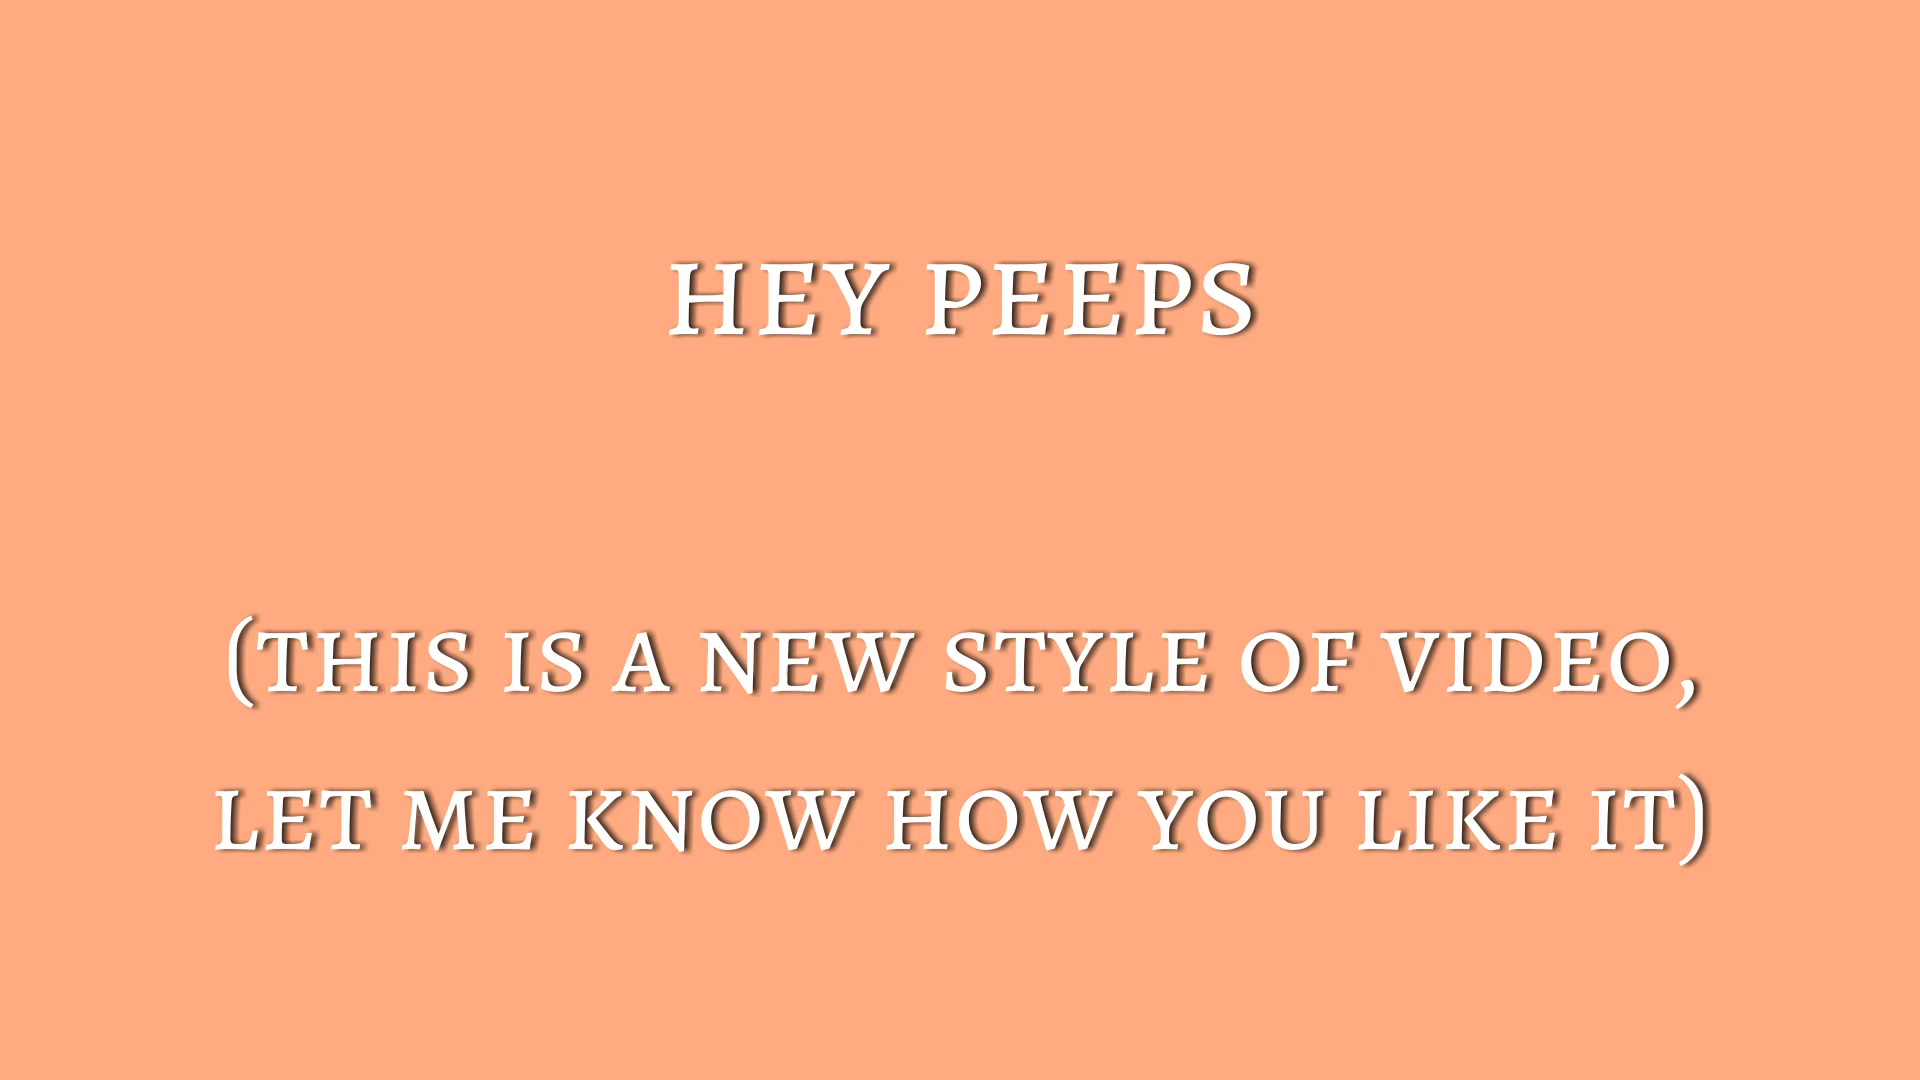 HEY PEEPS
(THIS IS A NEW STYLE OF VIDEO,
LET ME KNOW HOW YOU LIKE IT)